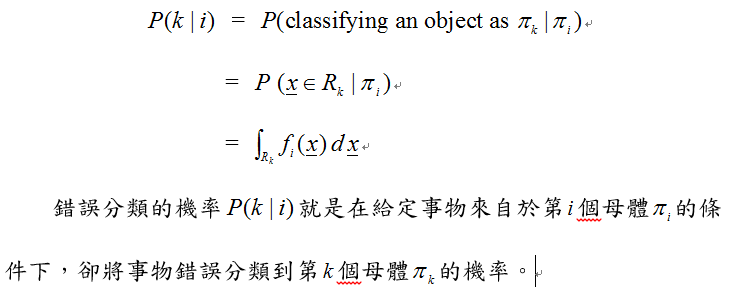 P(k | i) = P(classifying an object as π_k | π_i)
= P (x ∈ R_k | π_i)
= ∫_{R_k} f_i(x) dx
錯誤分類的機率 P(k | i) 就是在給定事物來自於第 i 個母體 π_i 的條
件下，卻將事物錯誤分類到第 k 個母體 π_k 的機率。